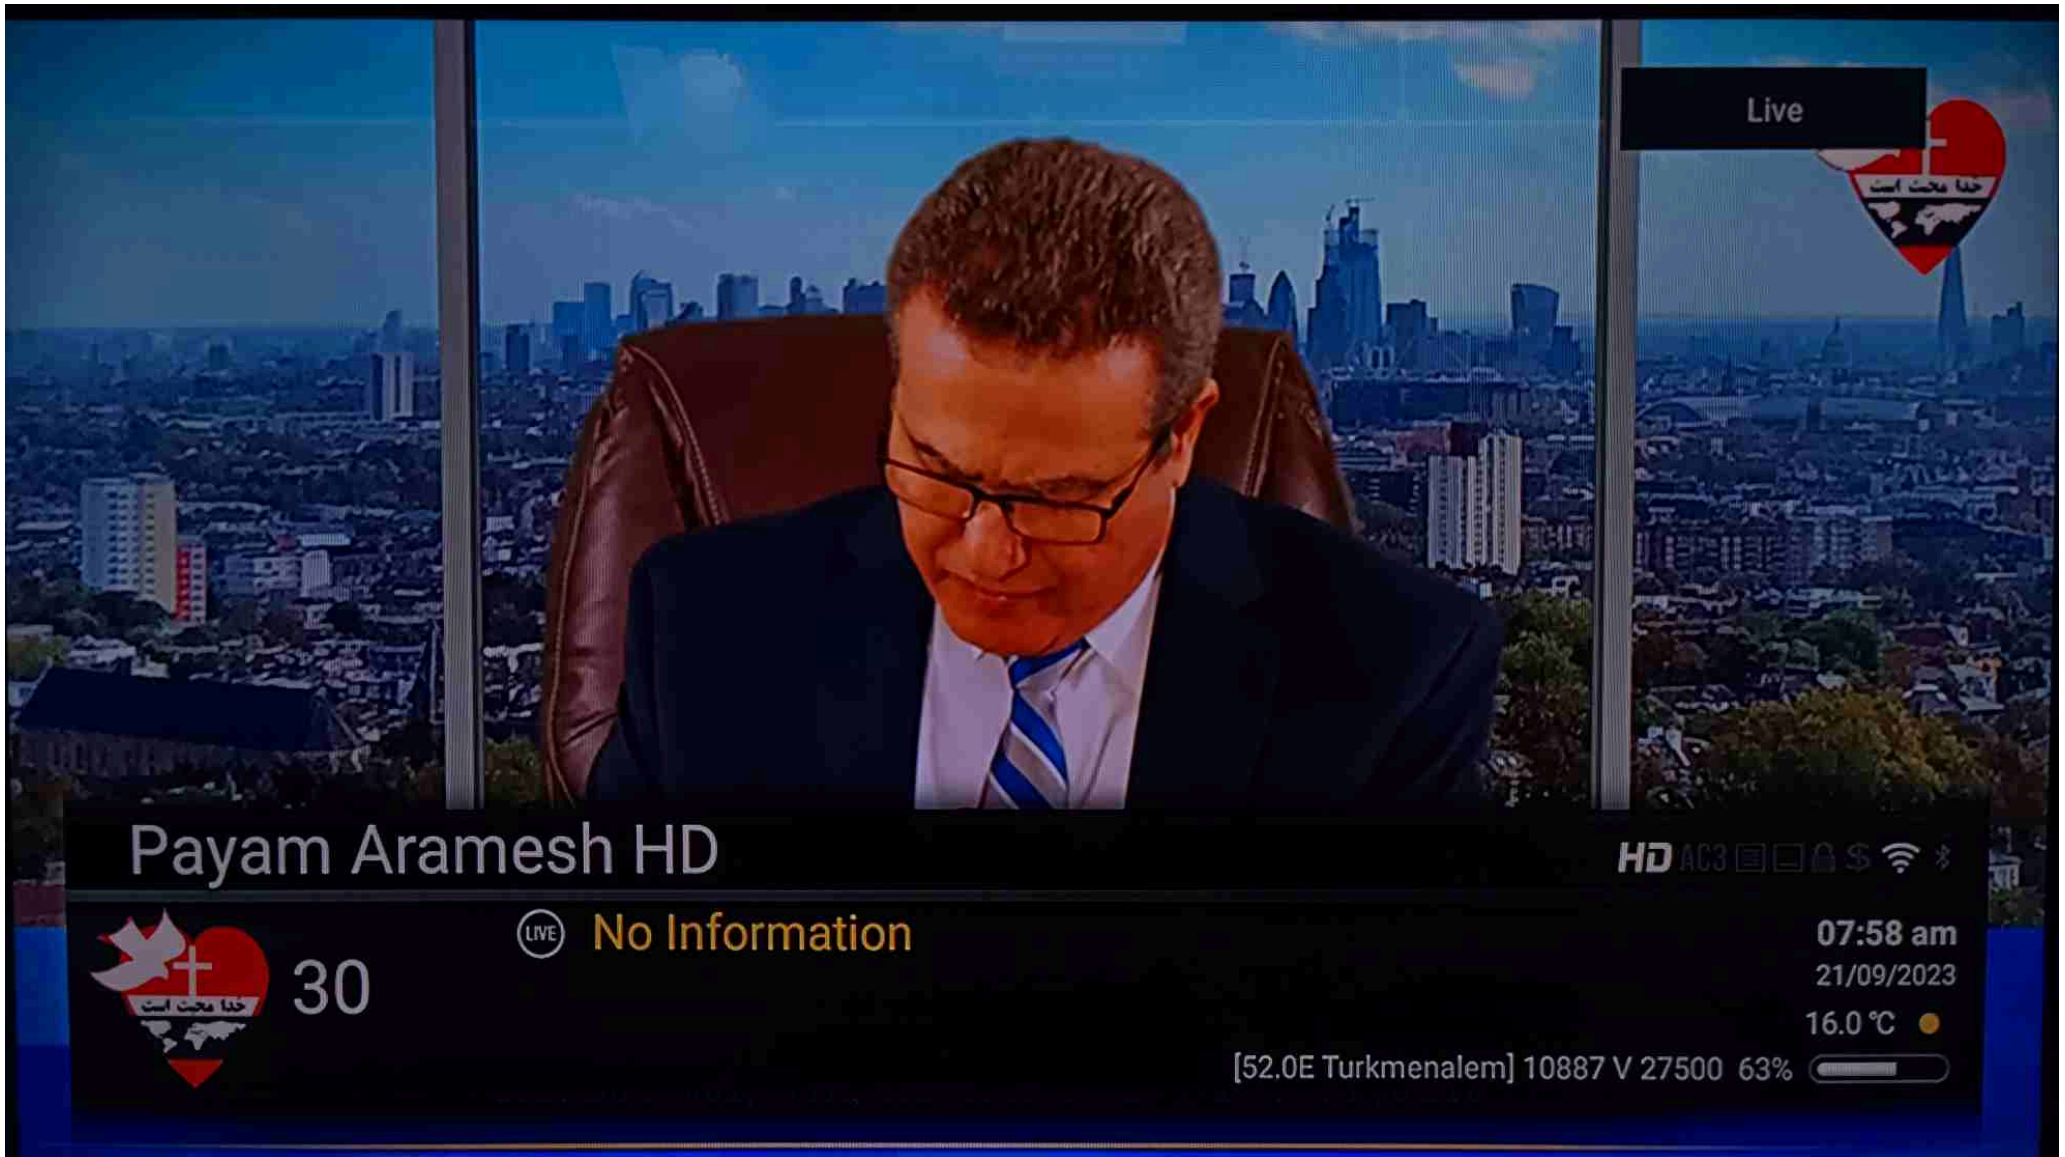 Live
خدا محبت است
Payam Aramesh HD
HD AC3 $
LIVE No Information
خدا محبت است
30
07:58 am
21/09/2023
16.0 °C
[52.0E Turkmenalem] 10887 V 27500 63%